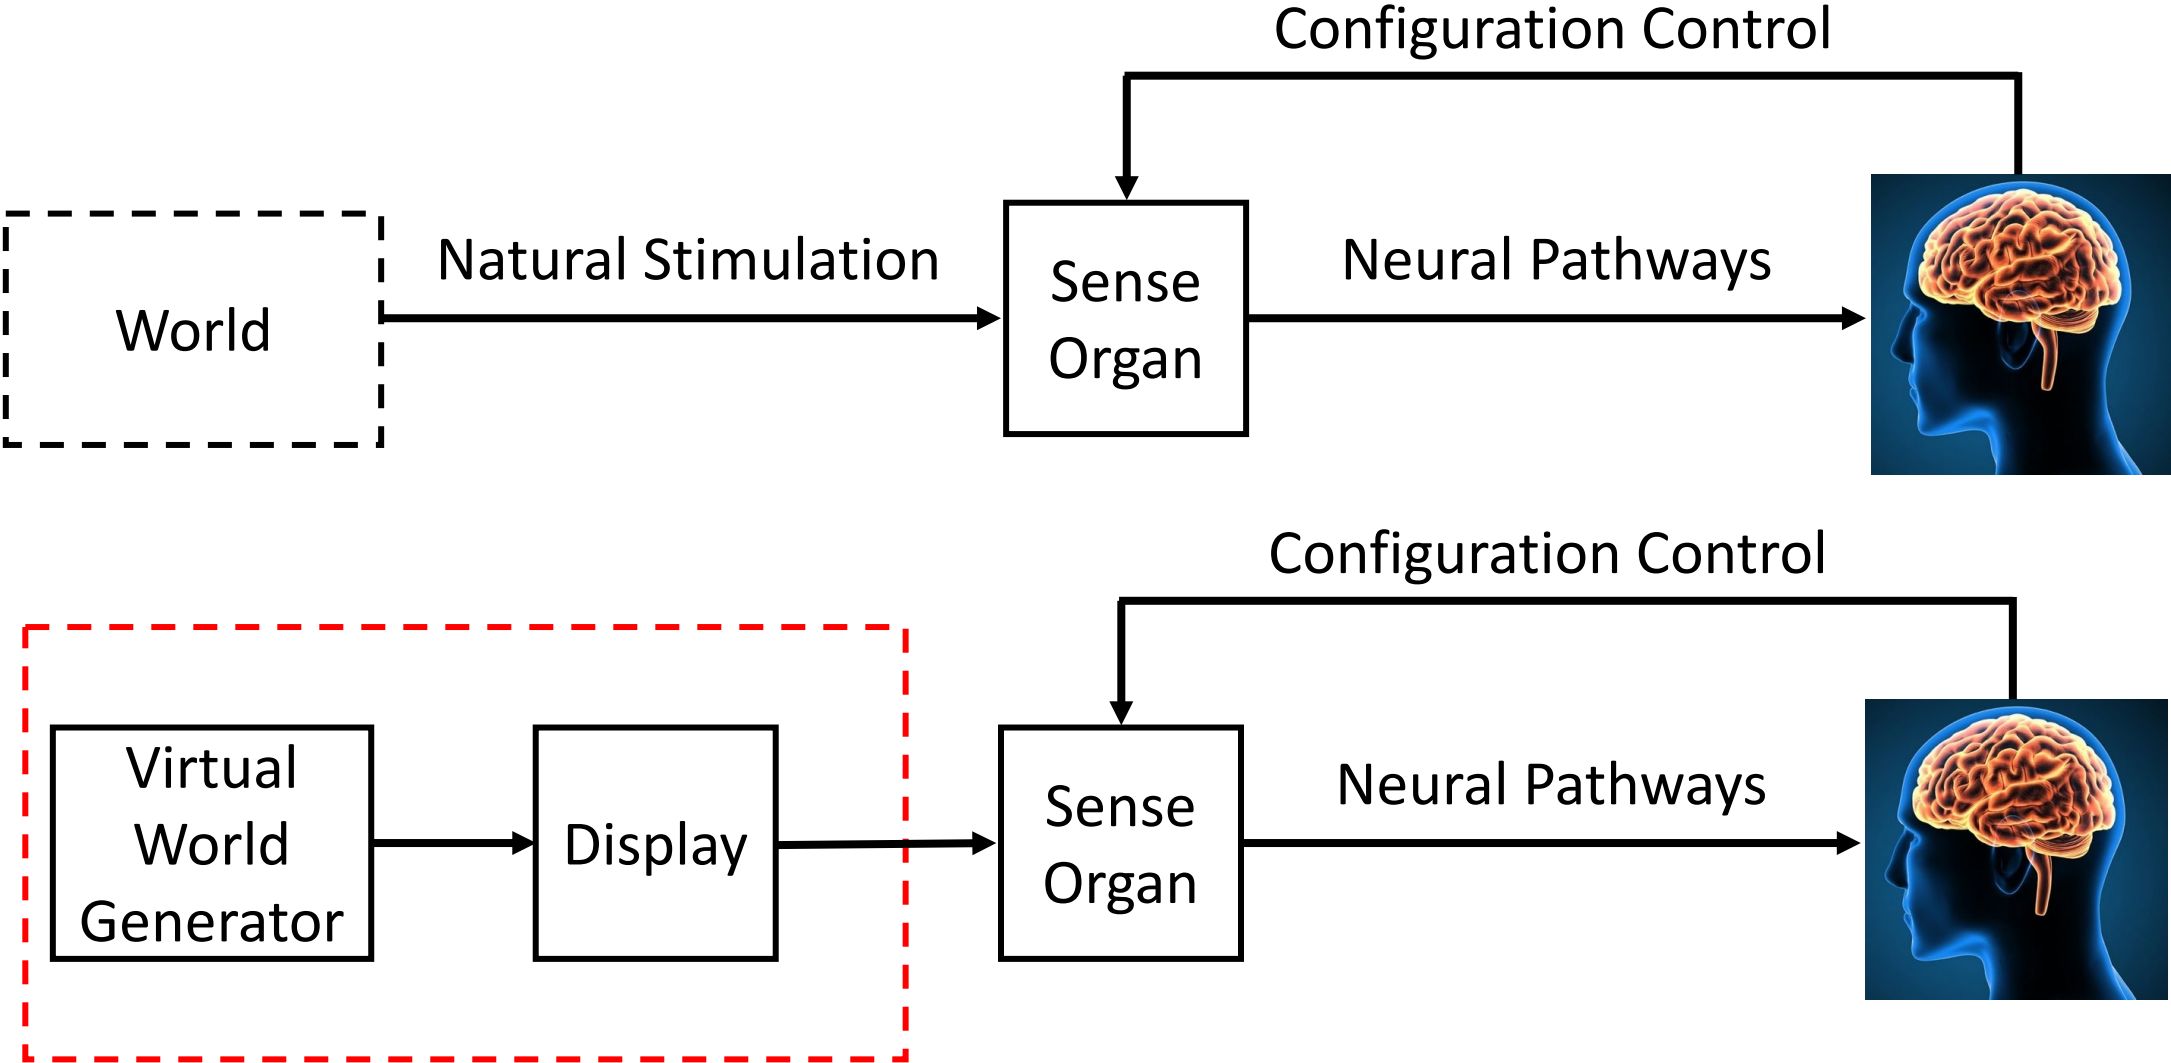 Configuration Control
Natural Stimulation
Neural Pathways
World
Sense
Organ
Configuration Control
Virtual
World
Generator
Display
Sense
Organ
Neural Pathways